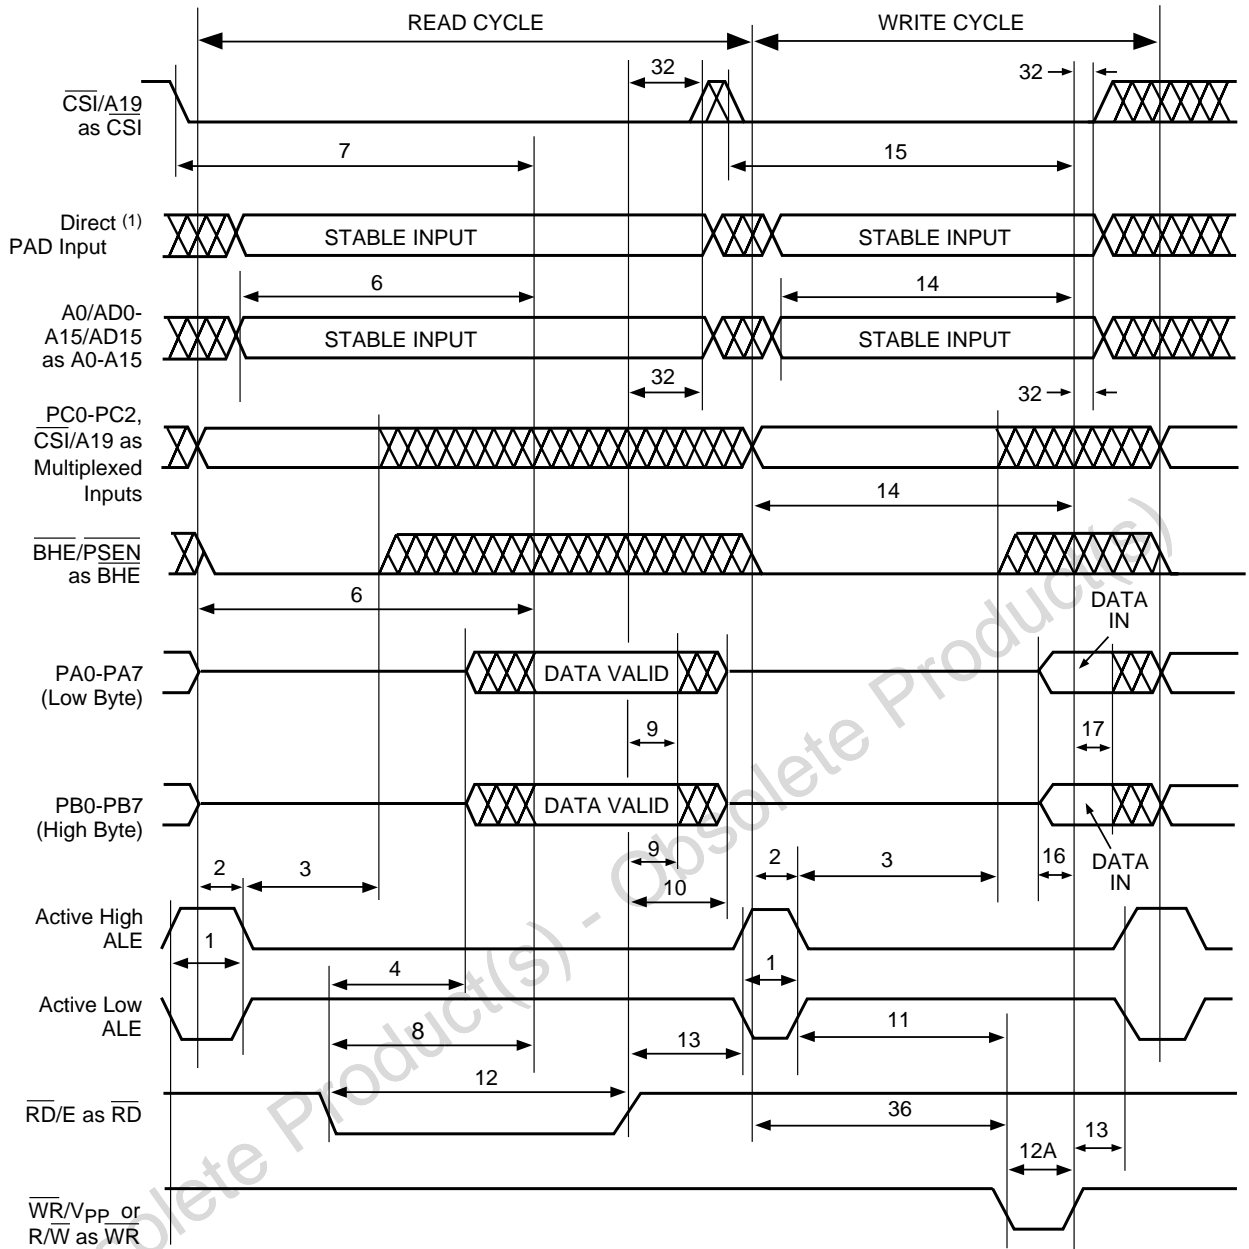 READ CYCLE WRITE CYCLE
32 32
CSI/A19
as CSI
7 15
Direct (1)
PAD Input
STABLE INPUT STABLE INPUT
6 14
A0/AD0-
A15/AD15
as A0-A15
STABLE INPUT STABLE INPUT
32 32
PC0-PC2,
CSI/A19 as
Multiplexed
Inputs
14
BHE/PSEN
as BHE
6
DATA
IN
PA0-PA7
(Low Byte)
DATA VALID
9 17
PB0-PB7
(High Byte)
DATA VALID
9 16
DATA
IN
2 3 10 2 3
Active High
ALE
1 1
4
Active Low
ALE
8 13 11
12
RD/E as RD
36
12A 13
WR/VPP or
R/W as WR
Obsolete Product(s) - Obsolete Product(s)